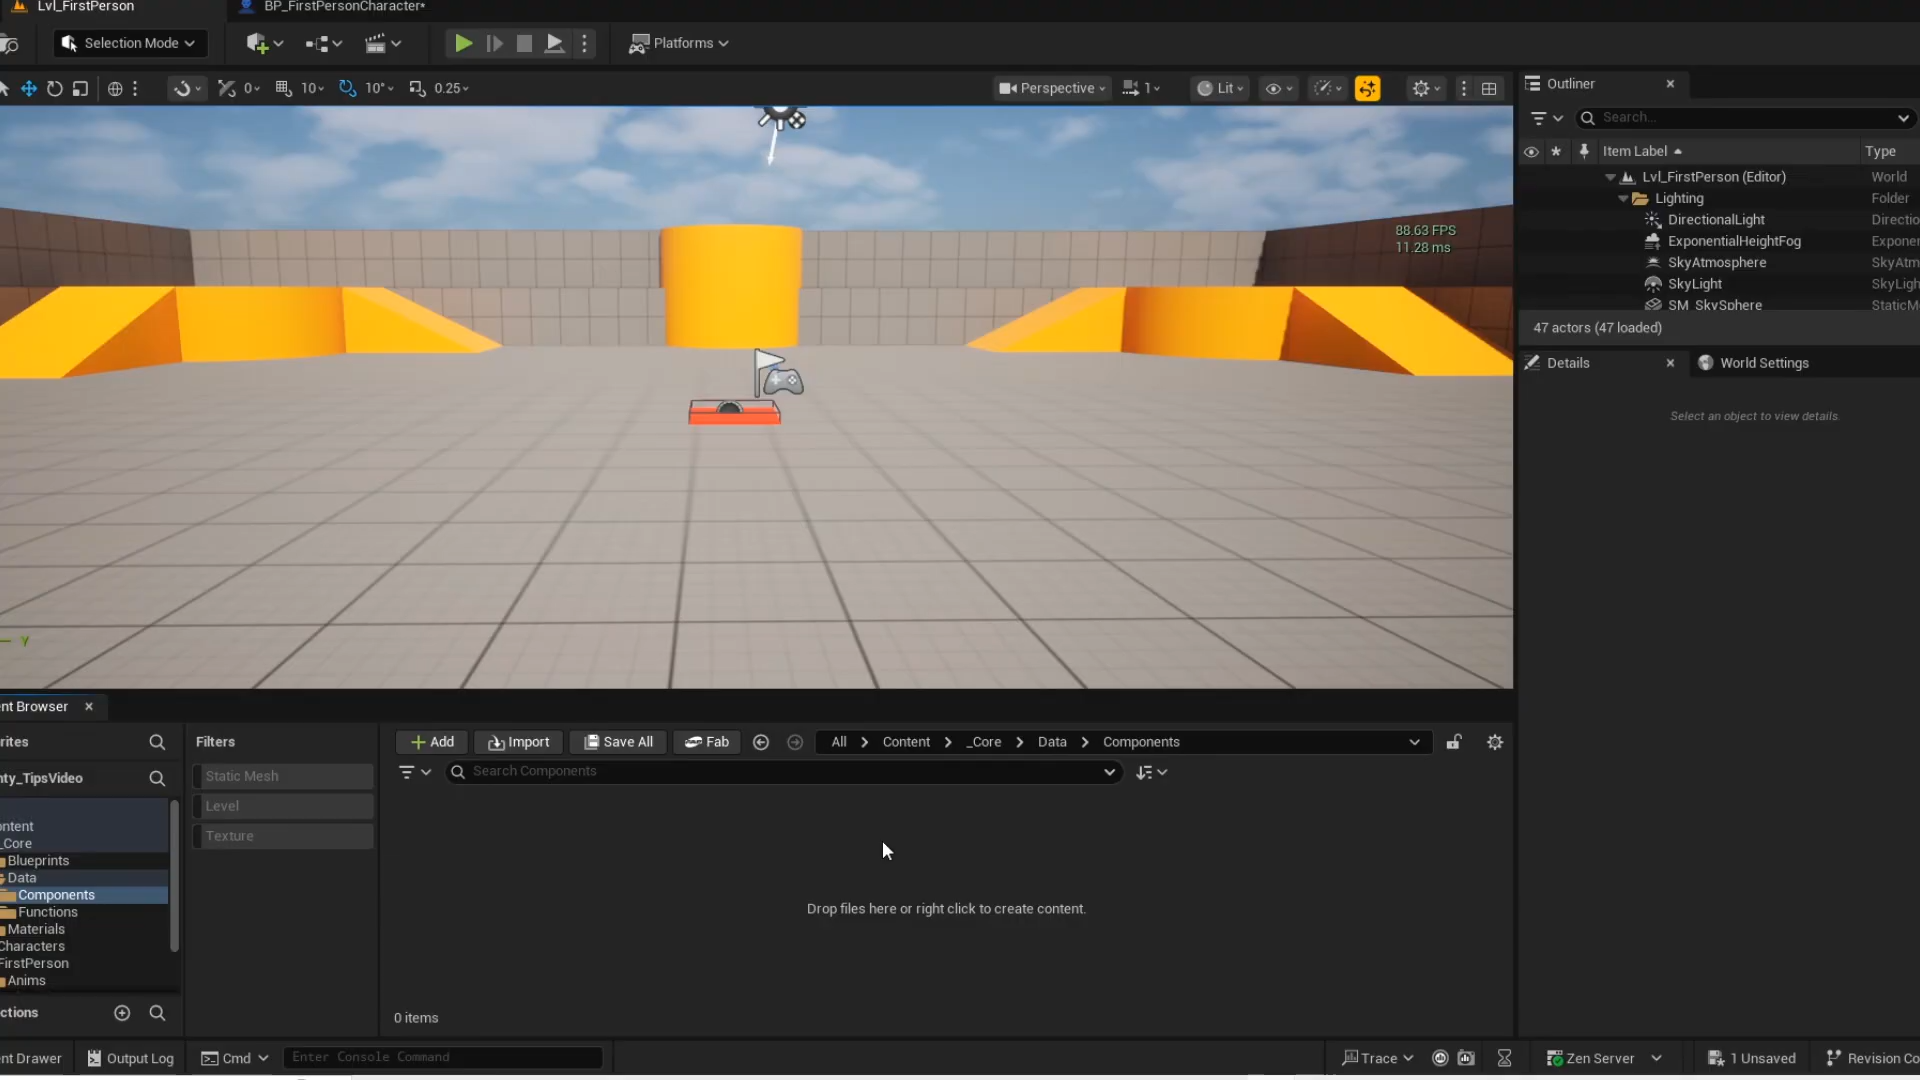 Lvl_FirstPerson
BP_FirstPersonCharacter*
Selection Mode
Platforms
0
10
10°
0.25
Perspective
1
Lit
88.63 FPS
11.28 ms
Y
Outliner
Search...
Item Label
Type
Lvl_FirstPerson (Editor)
World
Lighting
Folder
DirectionalLight
Directio
ExponentialHeightFog
Exponer
SkyAtmosphere
SkyAtm
SkyLight
SkyLigh
SM_SkySphere
StaticM
47 actors (47 loaded)
Details
World Settings
Select an object to view details.
nt Browser
rites
nty_TipsVideo
ontent
_Core
Blueprints
Data
Components
Functions
Materials
Characters
FirstPerson
Anims
ctions
Filters
Static Mesh
Level
Texture
Add
Import
Save All
Fab
All > Content > _Core > Data > Components
Search Components
Drop files here or right click to create content.
0 items
nt Drawer
Output Log
Cmd
Enter Console Command
Trace
Zen Server
1 Unsaved
Revision Co